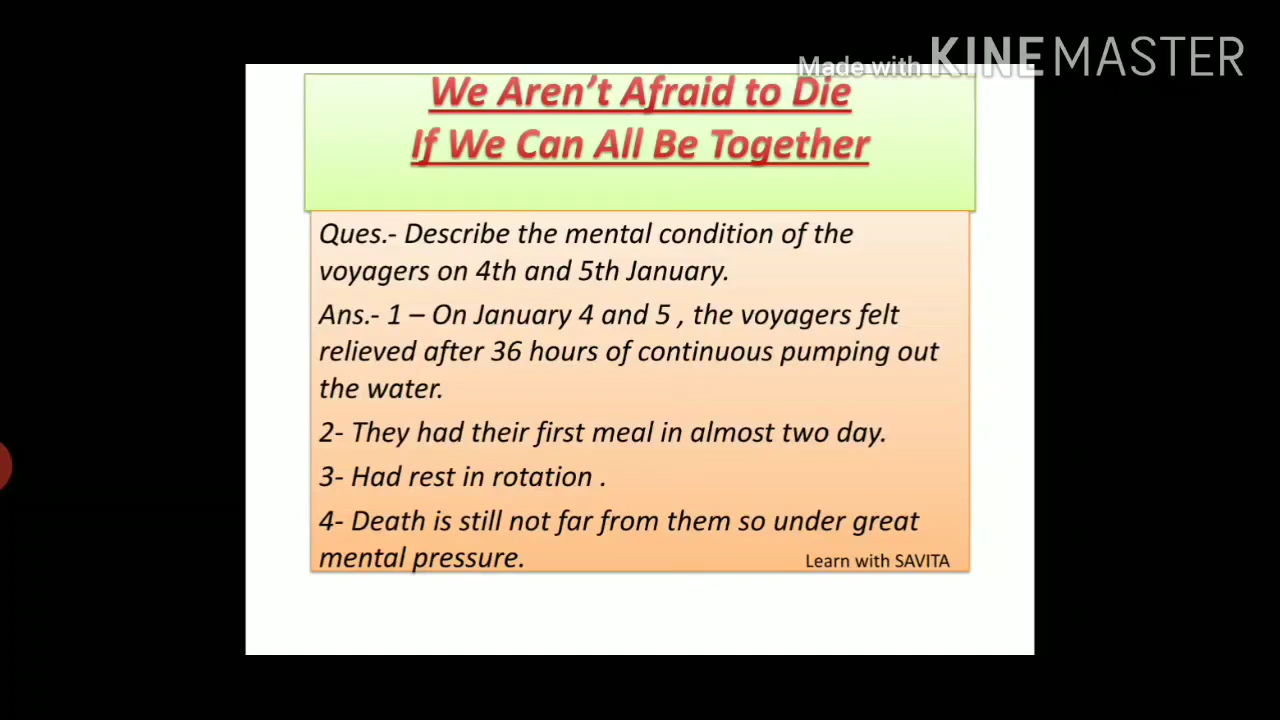 Made with KINEMASTER
We Aren't Afraid to Die
If We Can All Be Together
Ques.- Describe the mental condition of the
voyagers on 4th and 5th January.
Ans.- 1 – On January 4 and 5 , the voyagers felt
relieved after 36 hours of continuous pumping out
the water.
2- They had their first meal in almost two day.
3- Had rest in rotation .
4- Death is still not far from them so under great
mental pressure.
Learn with SAVITA